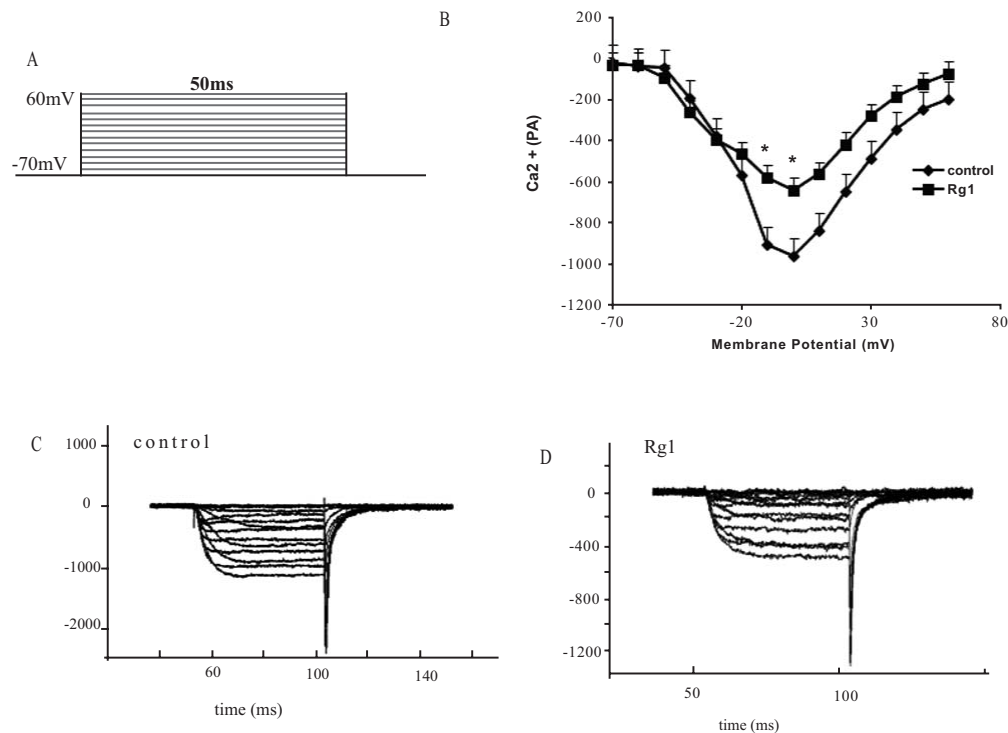 A
50ms
60mV
-70mV
B
200
0
-200
-400
-600
-800
-1000
-1200
-70
-20
30
80
Ca2 + (PA)
Membrane Potential (mV)
* *
control
Rg1
C
control
1000
0
-1000
-2000
60
100
140
time (ms)
D
Rg1
0
-400
-800
-1200
50
100
time (ms)